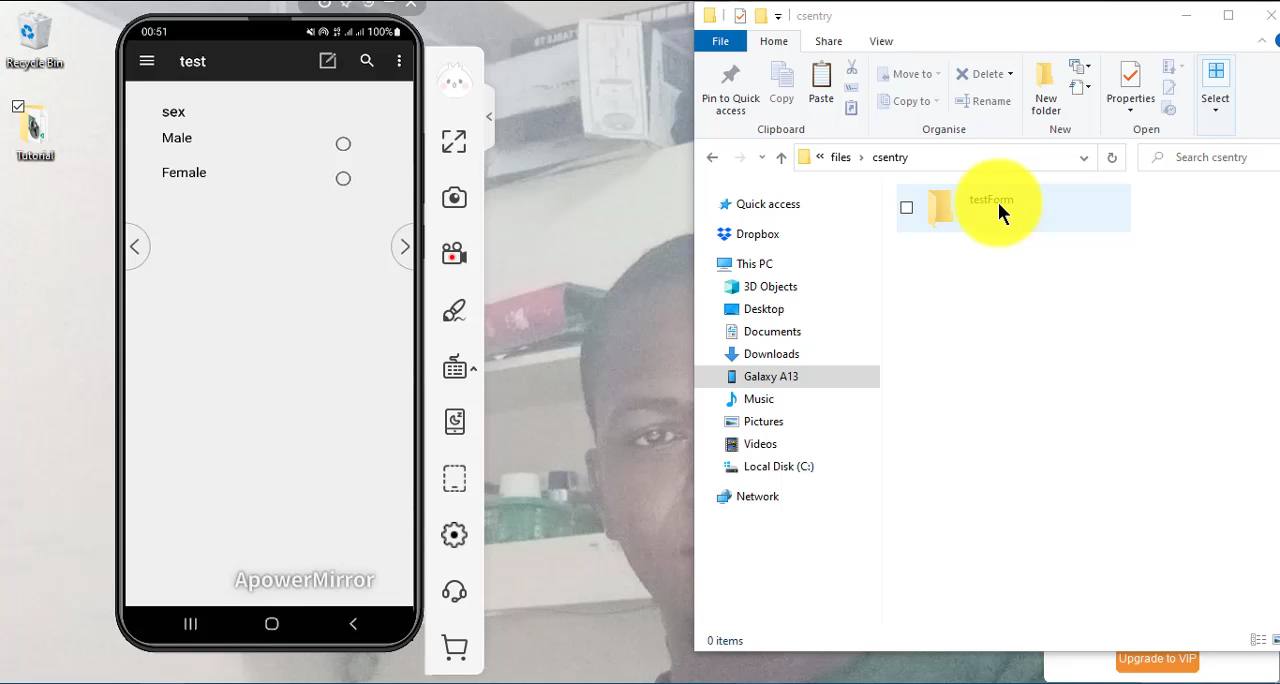 Recycle Bin
Tutorial
00:51
100%
test
sex
Male
Female
ApowerMirror
csentry
File
Home
Share
View
Pin to Quick access
Copy
Paste
Move to
Copy to
Delete
Rename
New folder
Properties
Select
Clipboard
Organise
New
Open
files
csentry
Search csentry
Quick access
Dropbox
This PC
3D Objects
Desktop
Documents
Downloads
Galaxy A13
Music
Pictures
Videos
Local Disk (C:)
Network
testForm
0 items
Upgrade to VIP